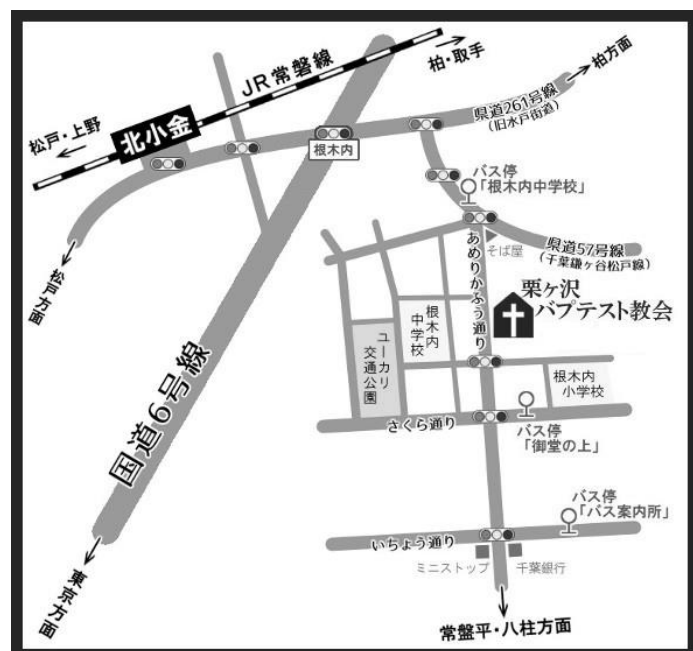 JR常磐線
柏・取手
柏方面
県道261号線
(旧水戸街道)
北小金
松戸・上野
根木内
バス停
「根木内中学校」
松戸方面
県道57号線
(千葉鎌ヶ谷松戸線)
そば屋
あめりかふう通り
栗ヶ沢
バプテスト教会
根木内
中学校
ユーカリ
交通公園
根木内
小学校
国道6号線
さくら通り
バス停
「御堂の上」
バス停
「バス案内所」
いちょう通り
ミニストップ
千葉銀行
東京方面
常盤平・八柱方面